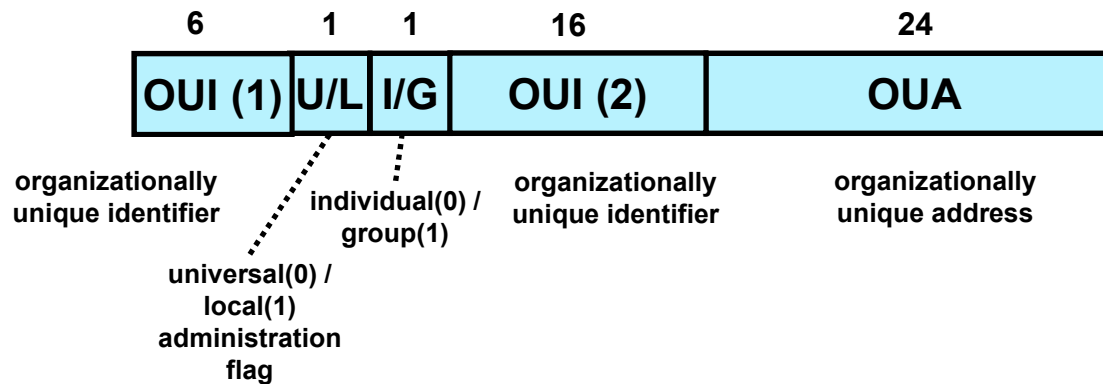 6 1 1 16 24
OUI (1) U/L I/G OUI (2) OUA
organizationally
unique identifier
individual(0) /
group(1)
organizationally
unique identifier
organizationally
unique address
universal(0) /
local(1)
administration
flag